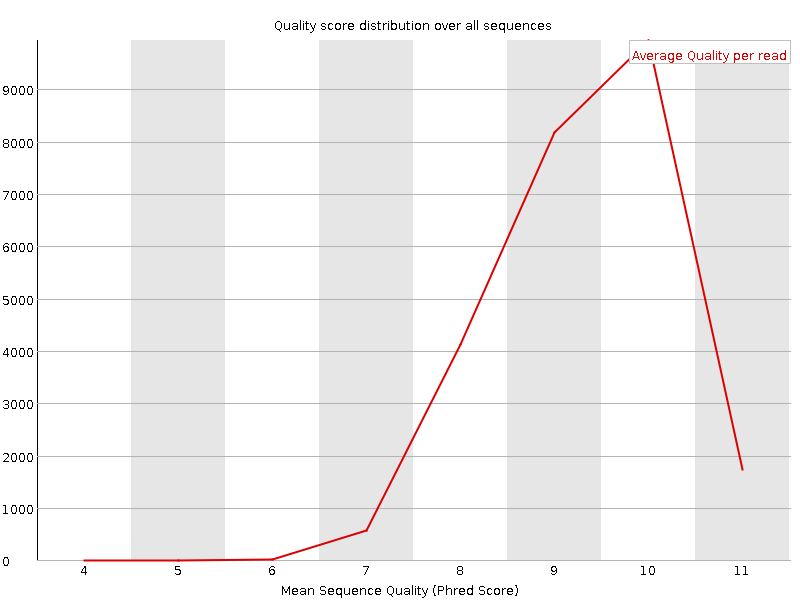 Quality score distribution over all sequences
Average Quality per read
9000
8000
7000
6000
5000
4000
3000
2000
1000
0
4 5 6 7 8 9 10 11
Mean Sequence Quality (Phred Score)